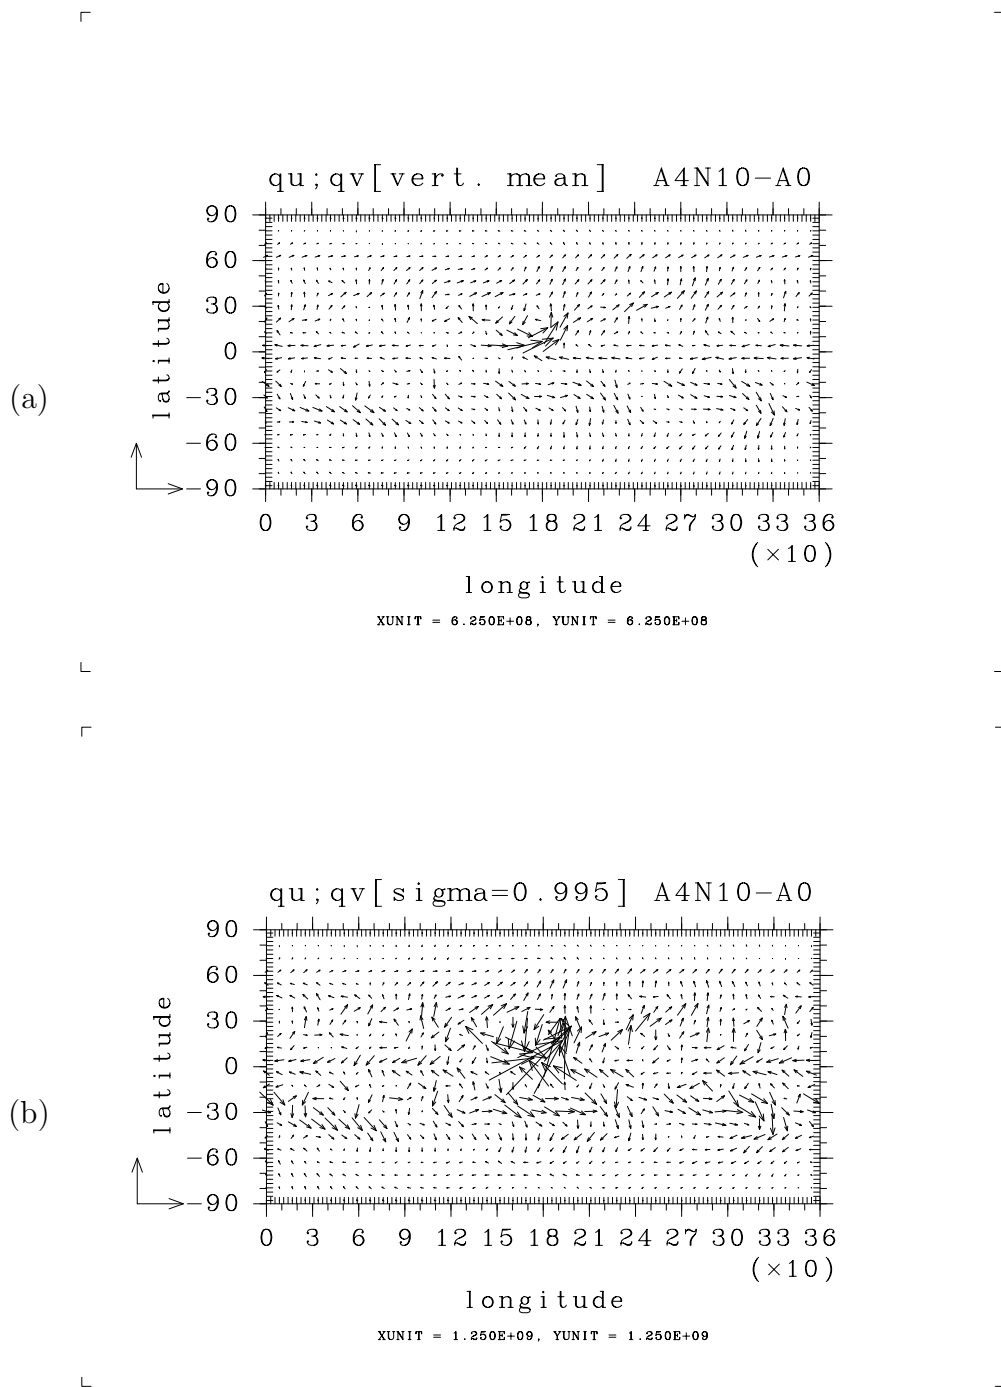 qu;qv[vert. mean] A4N10−A0
90
60
30
0
−30
−60
−90
latitude
(a)
0 3 6 9 12 15 18 21 24 27 30 33 36
(×10)
longitude
XUNIT = 6.250E+08, YUNIT = 6.250E+08
qu;qv[sigma=0.995] A4N10−A0
90
60
30
0
−30
−60
−90
latitude
(b)
0 3 6 9 12 15 18 21 24 27 30 33 36
(×10)
longitude
XUNIT = 1.250E+09, YUNIT = 1.250E+09